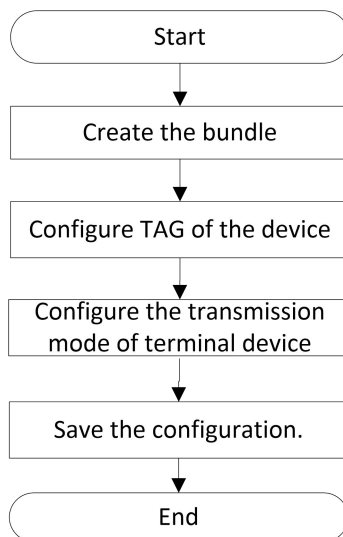 Start
Create the bundle
Configure TAG of the device
Configure the transmission
mode of terminal device
Save the configuration.
End